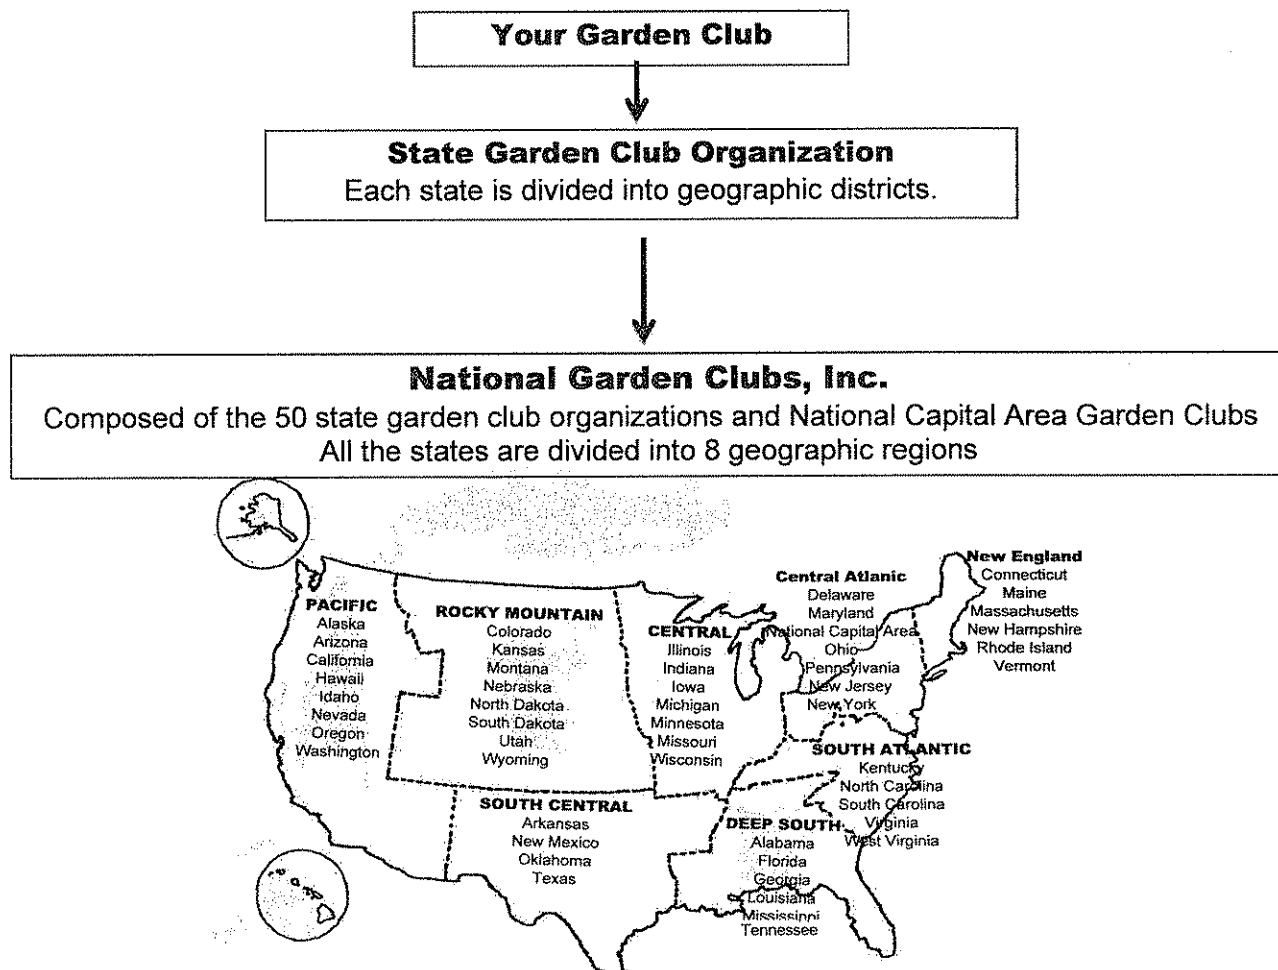 Your Garden Club
State Garden Club Organization
Each state is divided into geographic districts.
National Garden Clubs, Inc.
Composed of the 50 state garden club organizations and National Capital Area Garden Clubs
All the states are divided into 8 geographic regions
PACIFIC
Alaska
Arizona
California
Hawaii
Idaho
Nevada
Oregon
Washington
ROCKY MOUNTAIN
Colorado
Kansas
Montana
Nebraska
North Dakota
South Dakota
Utah
Wyoming
CENTRAL
Illinois
Indiana
Iowa
Michigan
Minnesota
Missouri
Wisconsin
Central Atlanic
Delaware
Maryland
National Capital Area
Ohio
Pennsylvania
New Jersey
New York
New England
Connecticut
Maine
Massachusetts
New Hampshire
Rhode Island
Vermont
SOUTH ATLANTIC
Kentucky
North Carolina
South Carolina
Virginia
West Virginia
SOUTH CENTRAL
Arkansas
New Mexico
Oklahoma
Texas
DEEP SOUTH
Alabama
Florida
Georgia
Louisiana
Mississippi
Tennessee